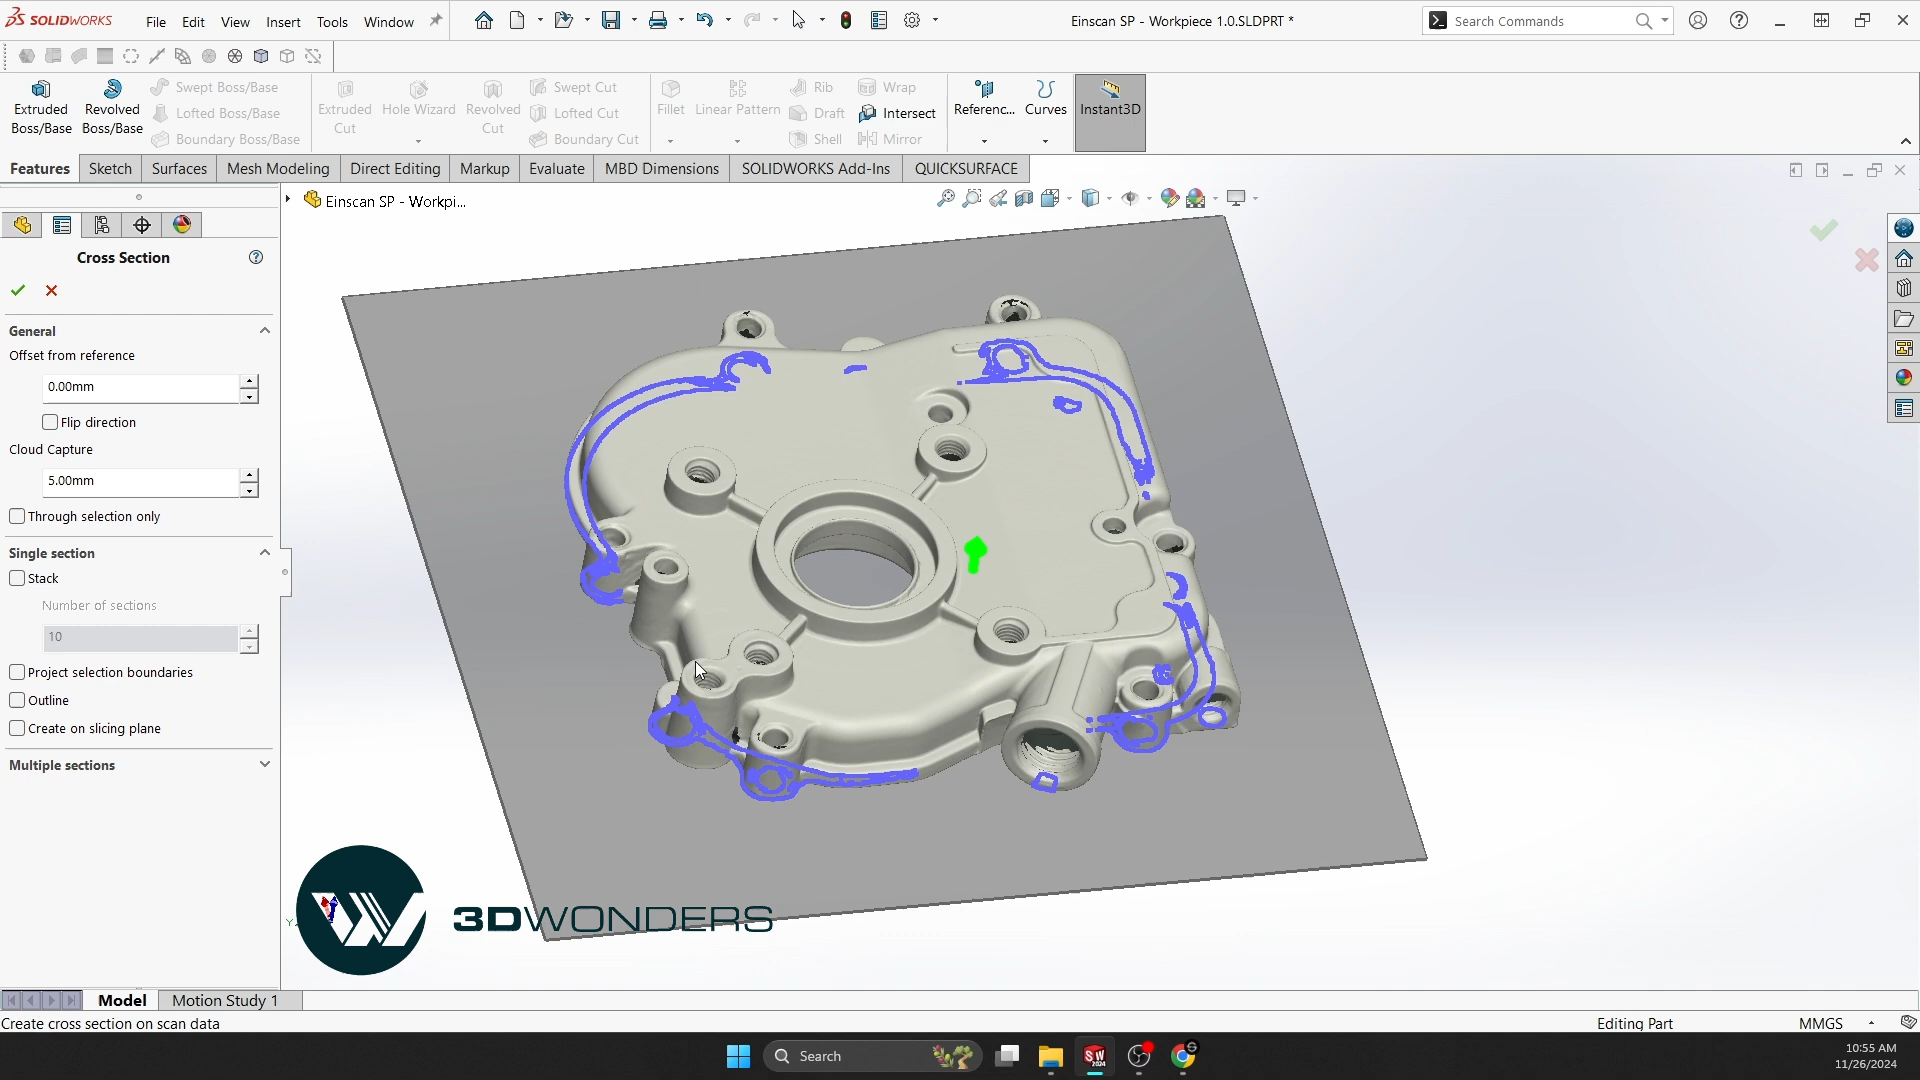 SOLIDWORKS File Edit View Insert Tools Window Einscan SP - Workpiece 1.0.SLDPRT * Search Commands
Extruded Boss/Base
Revolved Boss/Base
Swept Boss/Base
Lofted Boss/Base
Boundary Boss/Base
Extruded Cut
Hole Wizard
Revolved Cut
Swept Cut
Lofted Cut
Boundary Cut
Fillet
Linear Pattern
Rib
Draft
Shell
Wrap
Intersect
Mirror
Referenc...
Curves
Instant3D
Features Sketch Surfaces Mesh Modeling Direct Editing Markup Evaluate MBD Dimensions SOLIDWORKS Add-Ins QUICKSURFACE
Einscan SP - Workpi...
Cross Section
General
Offset from reference
0.00mm
Flip direction
Cloud Capture
5.00mm
Through selection only
Single section
Stack
Number of sections
10
Project selection boundaries
Outline
Create on slicing plane
Multiple sections
Y
3DWONDERS
Model Motion Study 1
Create cross section on scan data Editing Part MMGS
Search
SW
2024
10:55 AM
11/26/2024